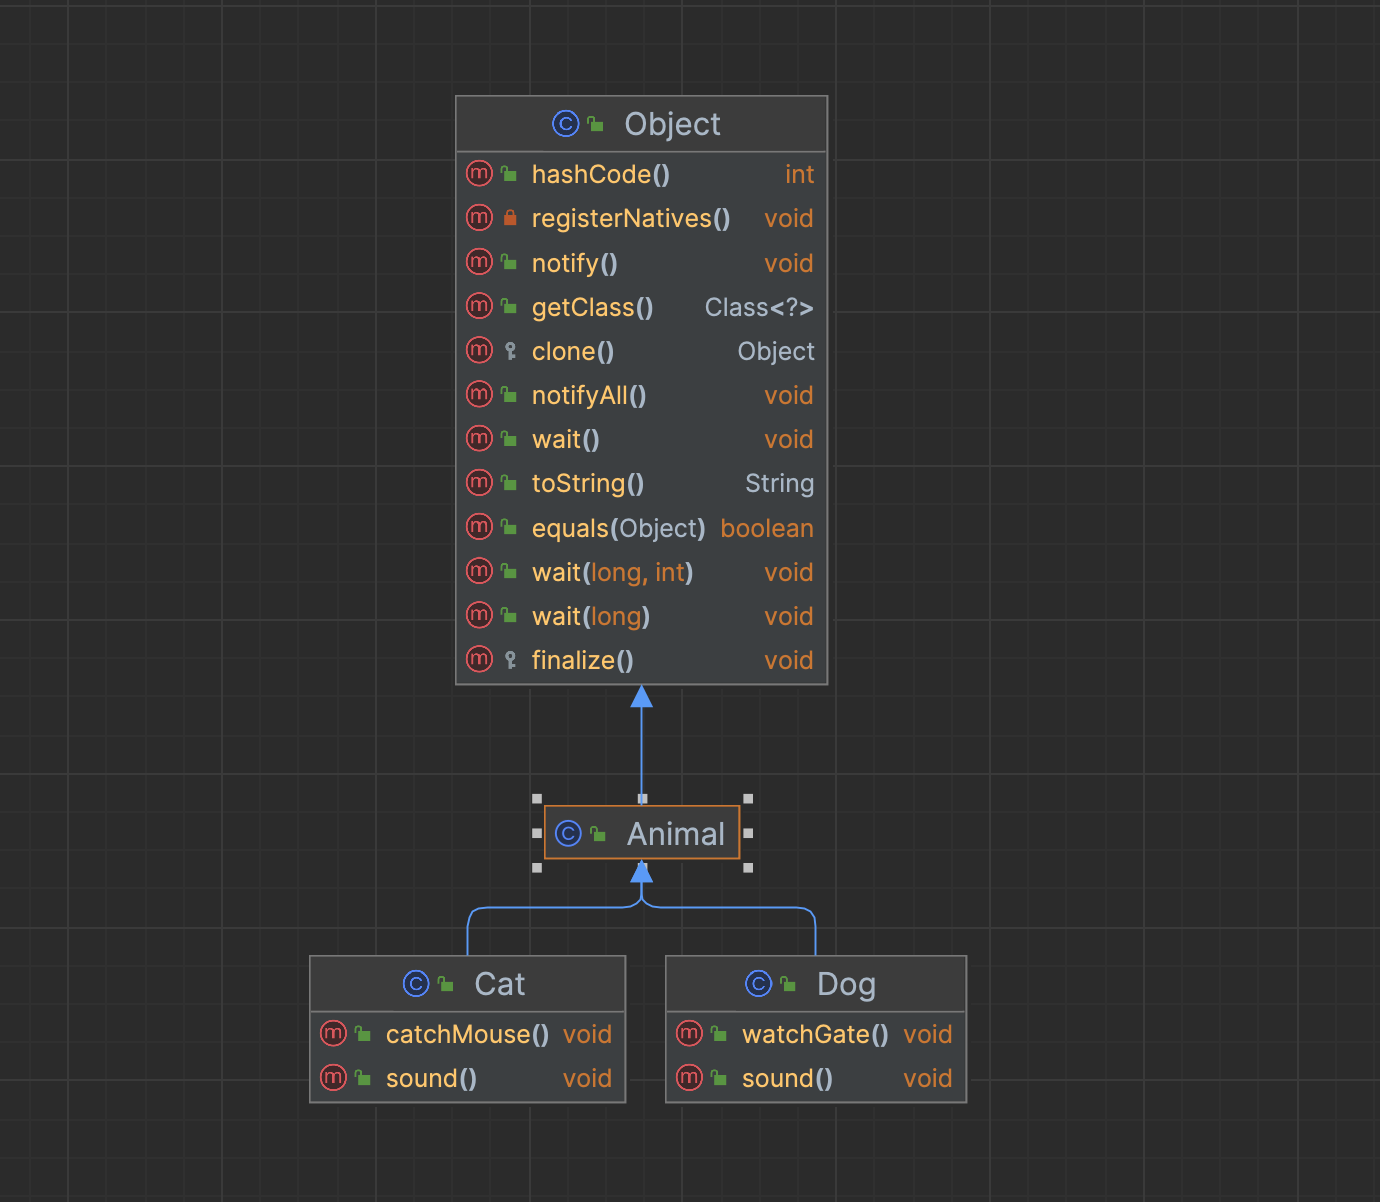 Object
hashCode() int
registerNatives() void
notify() void
getClass() Class<?>
clone() Object
notifyAll() void
wait() void
toString() String
equals(Object) boolean
wait(long, int) void
wait(long) void
finalize() void
Animal
Cat
catchMouse() void
sound() void
Dog
watchGate() void
sound() void